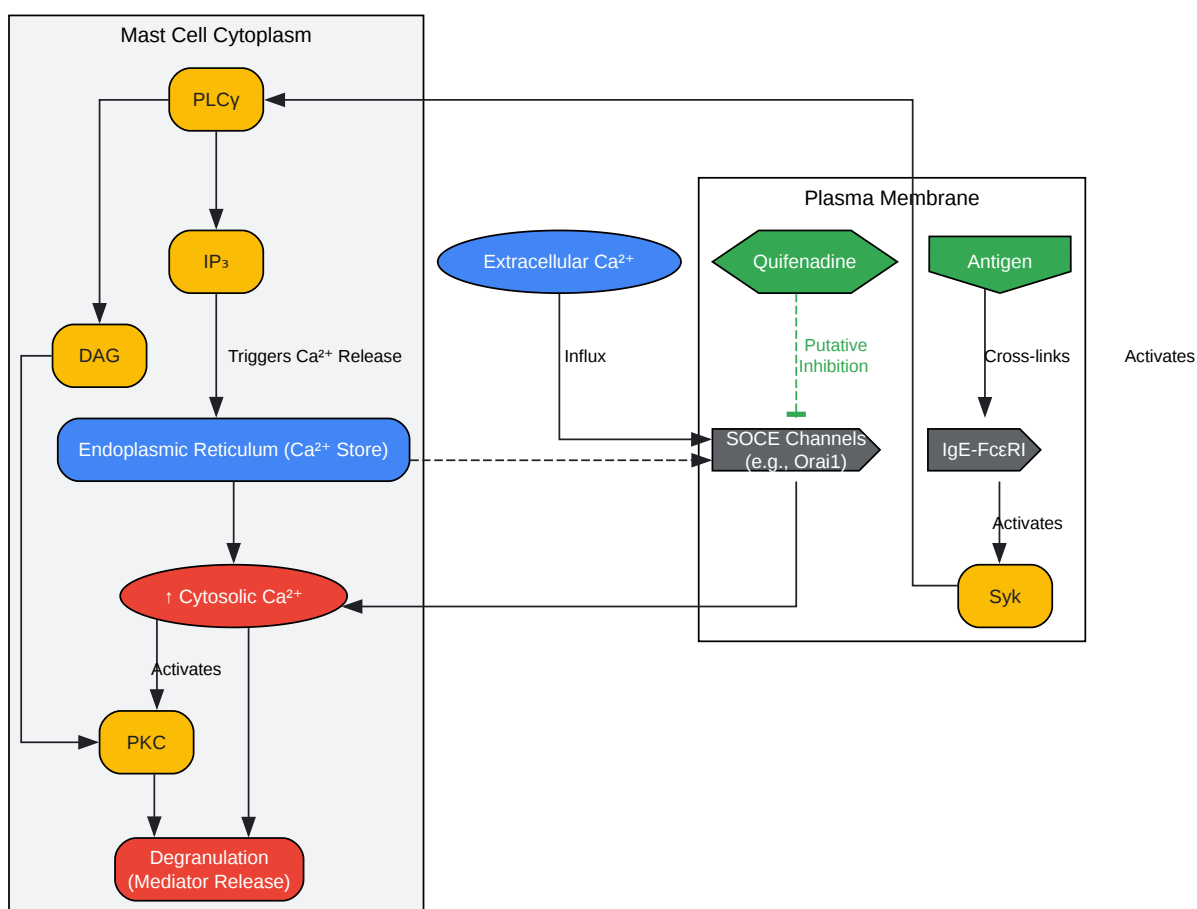 Mast Cell Cytoplasm
PLCγ
Plasma Membrane
IP₃
Extracellular Ca²⁺
Quifenadine
Antigen
DAG
Triggers Ca²⁺ Release
Influx
Putative
Inhibition
Cross-links
Activates
Endoplasmic Reticulum (Ca²⁺ Store)
SOCE Channels
(e.g., Orai1)
IgE-FcεRI
Activates
↑ Cytosolic Ca²⁺
Syk
Activates
PKC
Degranulation
(Mediator Release)